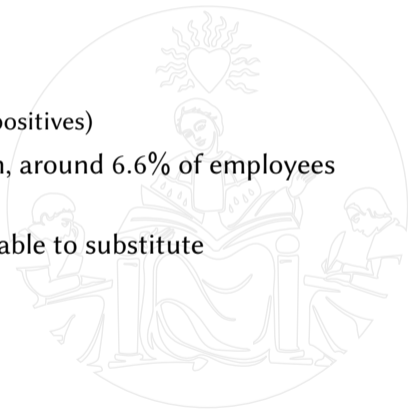 positives)
, around 6.6% of employees
able to substitute